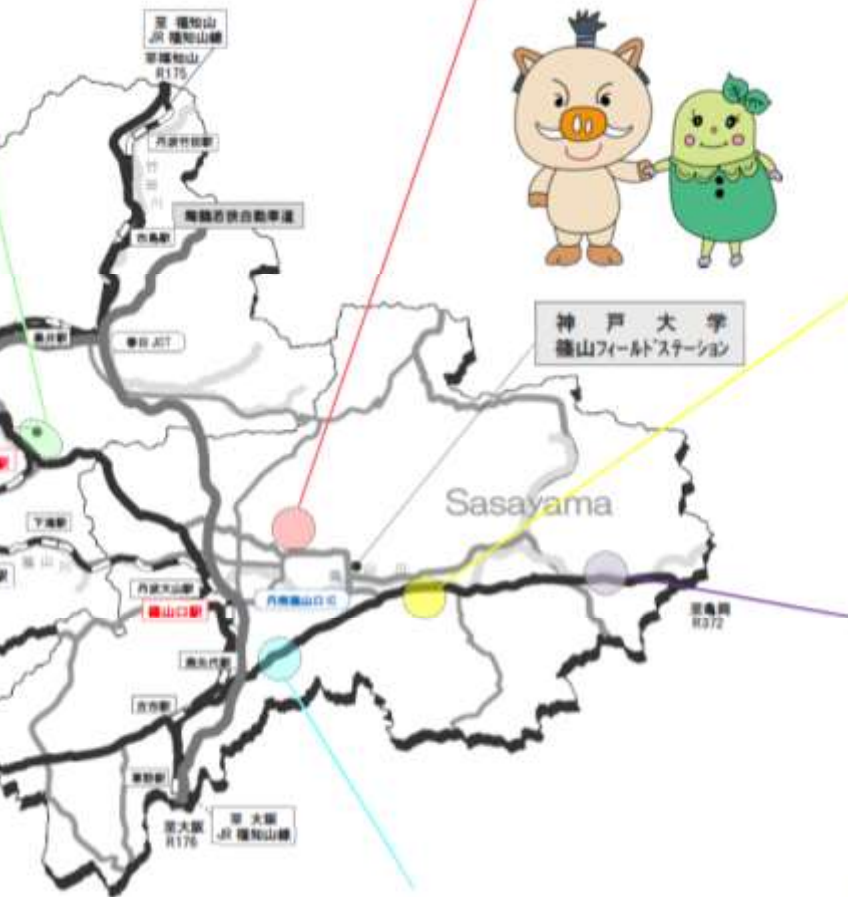 至 福知山
JR 福知山線
至福知山
R175
丹波竹田駅
竹田川
市島駅
舞鶴若狭自動車道
春日JCT
神戸大学
篠山フィールドステーション
Sasayama
下滝駅
篠山川
丹波大山駅
篠山口駅
丹南篠山口IC
至亀岡
R372
南矢代駅
古市駅
草野駅
至大阪
R176
至 大阪
JR 福知山線